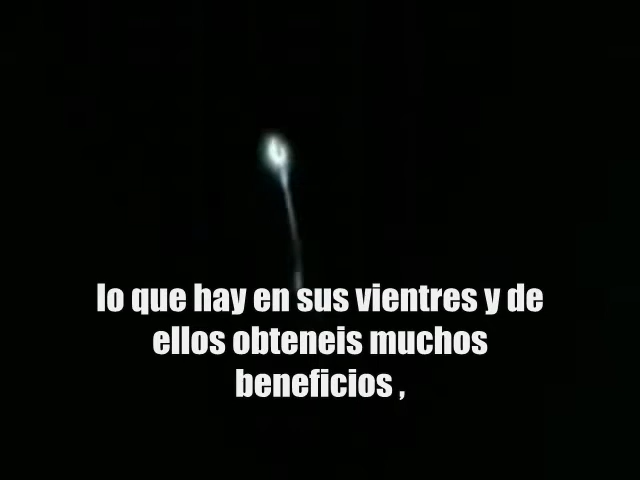 lo que hay en sus vientres y de
ellos obteneis muchos
beneficios ,